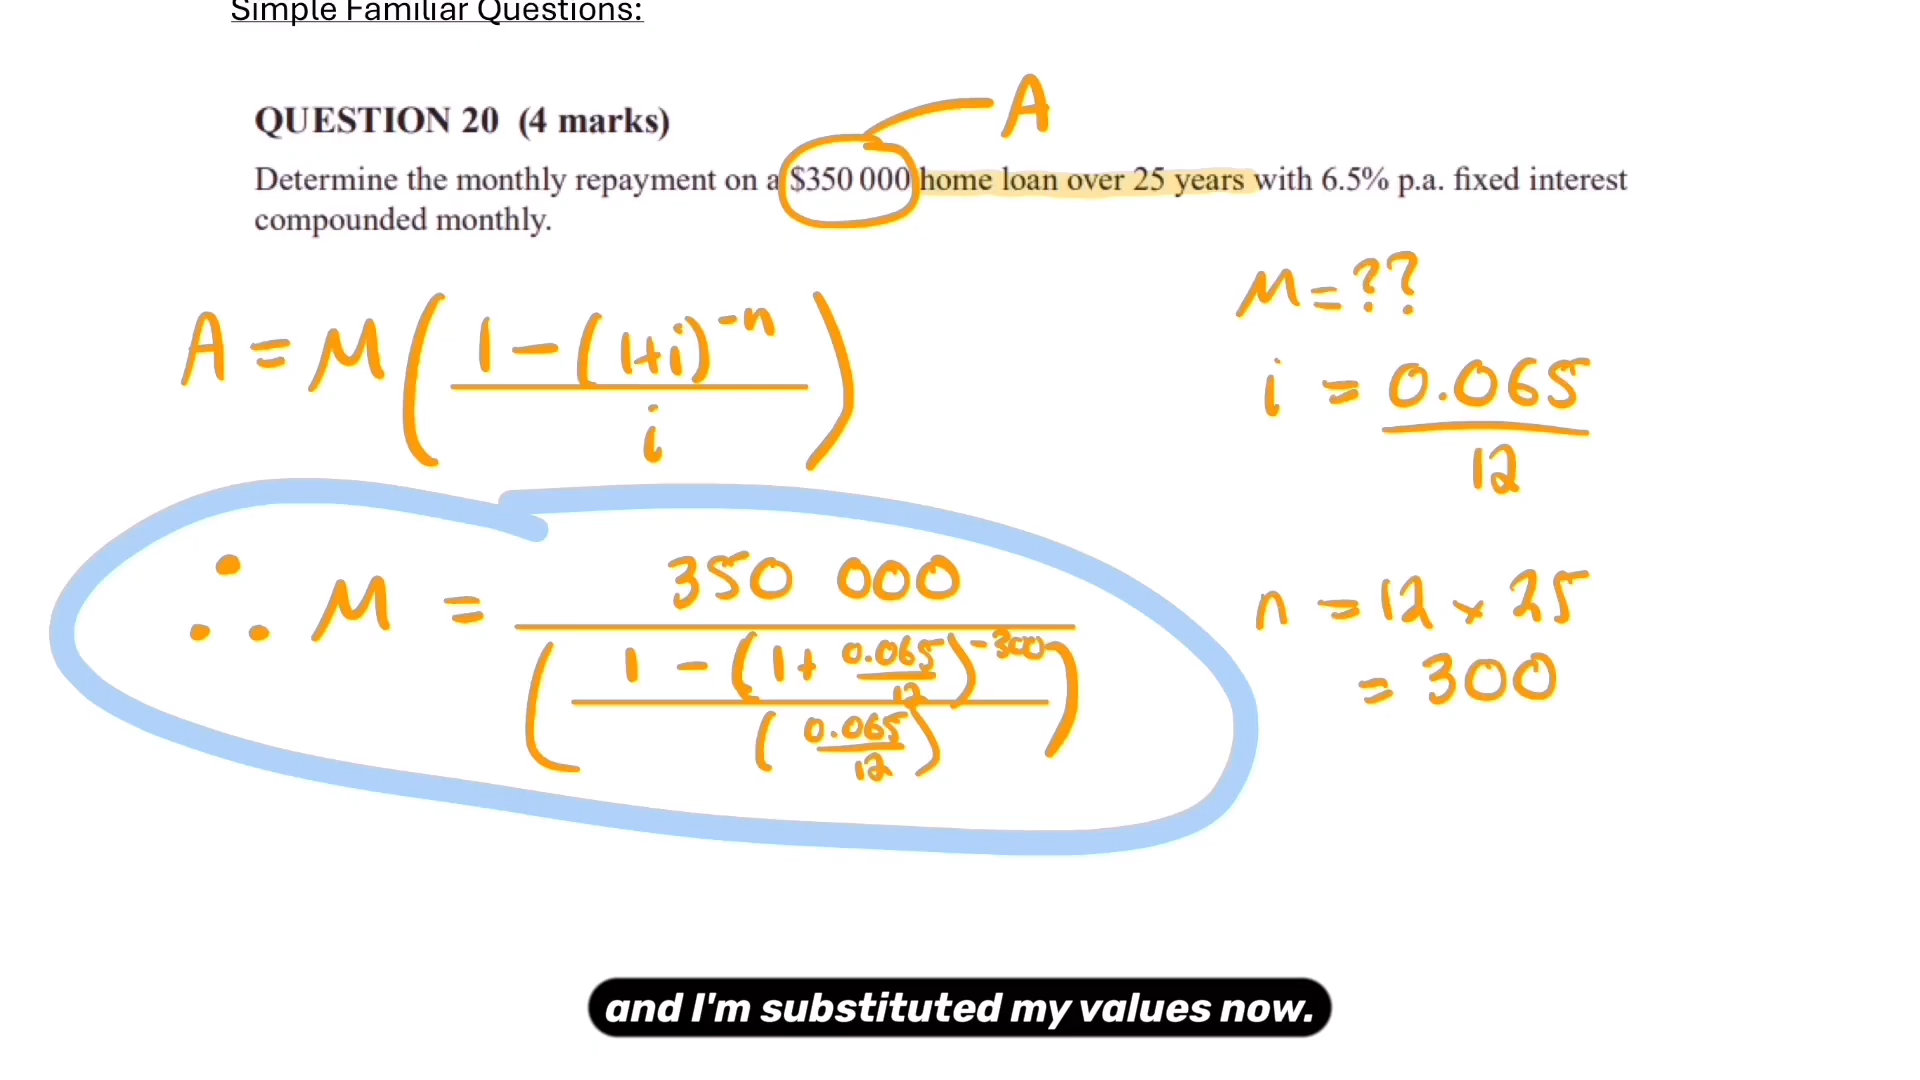 Simple Familiar Questions:
QUESTION 20 (4 marks)
A
Determine the monthly repayment on a $350 000 home loan over 25 years with 6.5% p.a. fixed interest
compounded monthly.
M = ??
A = M ( 1 - (1+i)^-n / i )
i = 0.065 / 12
∴ M = 350 000 / ( 1 - (1 + 0.065/12)^-300 / (0.065/12) )
n = 12 × 25
= 300
and I'm substituted my values now.